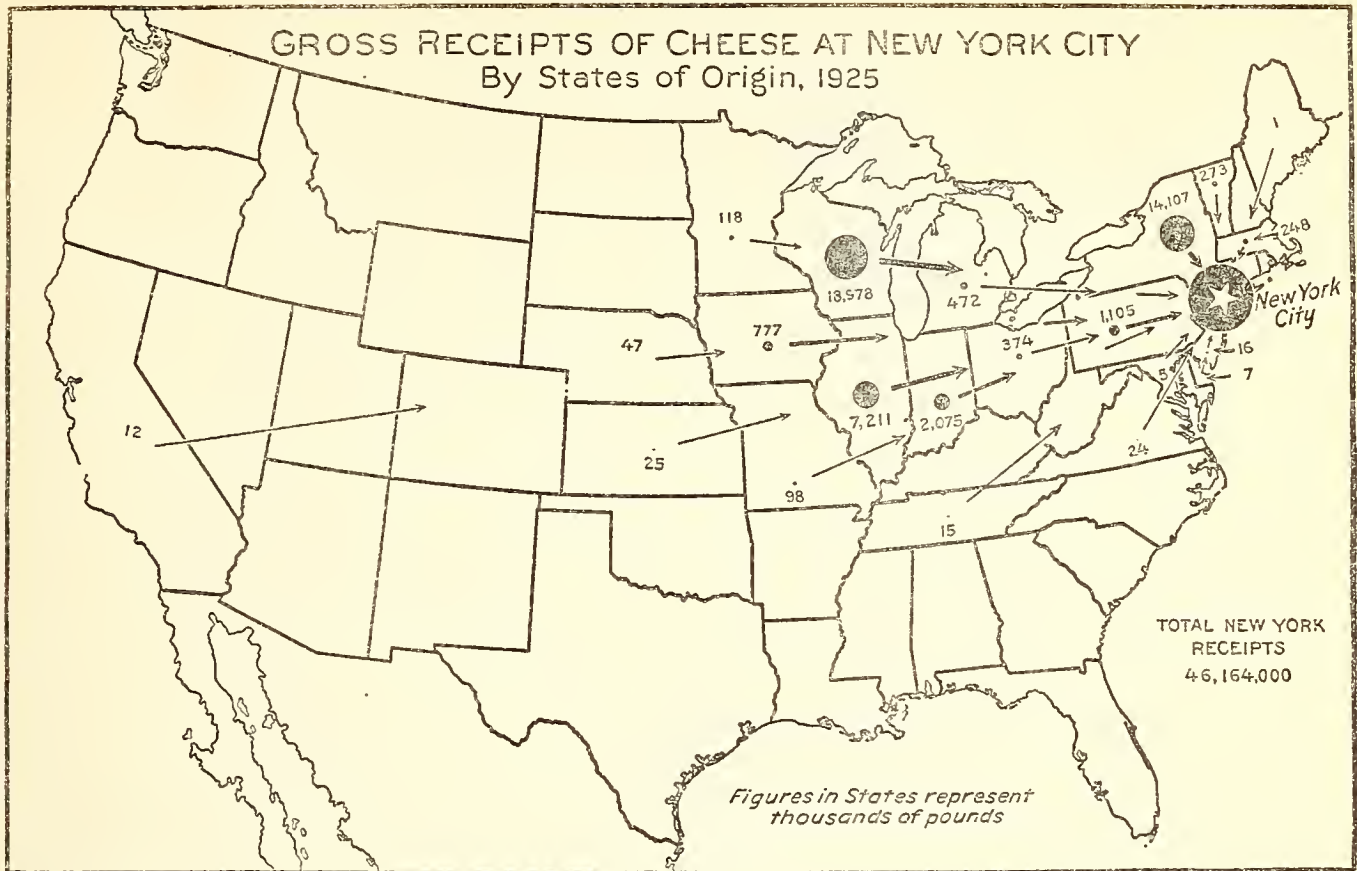 GROSS RECEIPTS OF CHEESE AT NEW YORK CITY
By States of Origin, 1925
273
14,107
118
248
18,978
472
New York
City
1,105
777
374
47
16
5
7
7,211
2,075
12
24
25
98
15
TOTAL NEW YORK
RECEIPTS
46,164,000
Figures in States represent
thousands of pounds